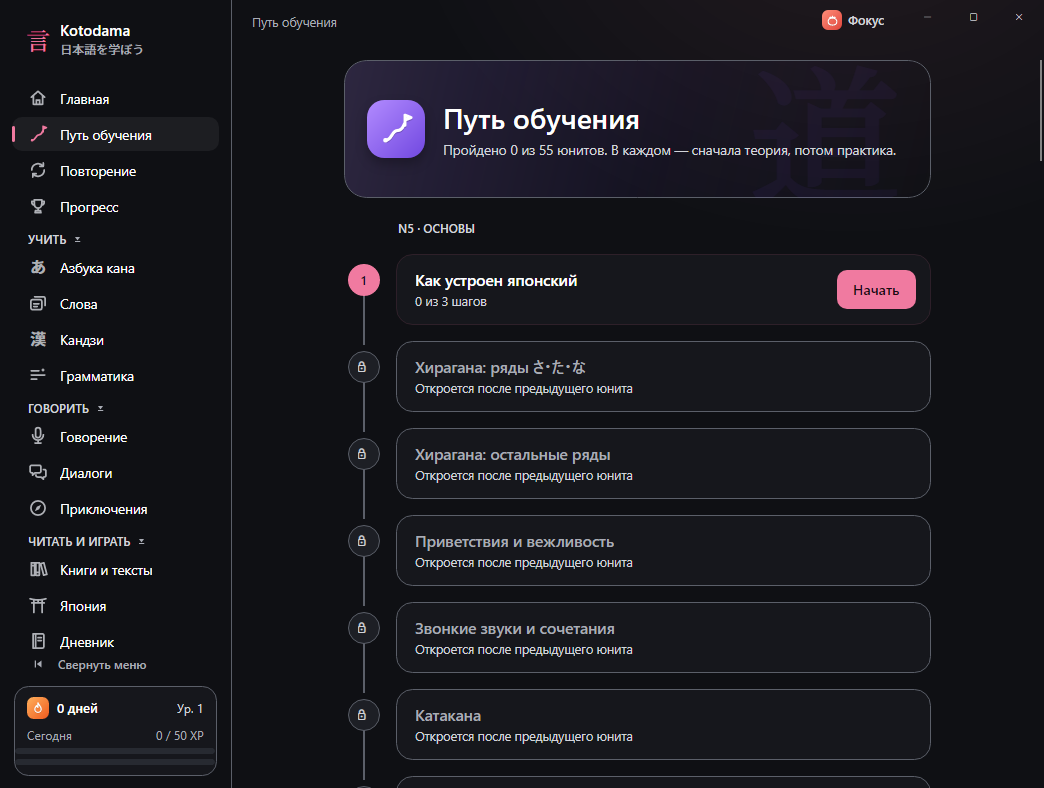 言
Kotodama
日本語を学ぼう
Главная
Путь обучения
Повторение
Прогресс
УЧИТЬ
あ Азбука кана
Слова
漢 Кандзи
Грамматика
ГОВОРИТЬ
Говорение
Диалоги
Приключения
ЧИТАТЬ И ИГРАТЬ
Книги и тексты
Япония
Дневник
Свернуть меню
0 дней Ур. 1
Сегодня 0 / 50 XP
Путь обучения
Фокус
道
Путь обучения
Пройдено 0 из 55 юнитов. В каждом — сначала теория, потом практика.
N5 · ОСНОВЫ
1
Как устроен японский
0 из 3 шагов
Начать
Хирагана: ряды さ·た·な
Откроется после предыдущего юнита
Хирагана: остальные ряды
Откроется после предыдущего юнита
Приветствия и вежливость
Откроется после предыдущего юнита
Звонкие звуки и сочетания
Откроется после предыдущего юнита
Катакана
Откроется после предыдущего юнита